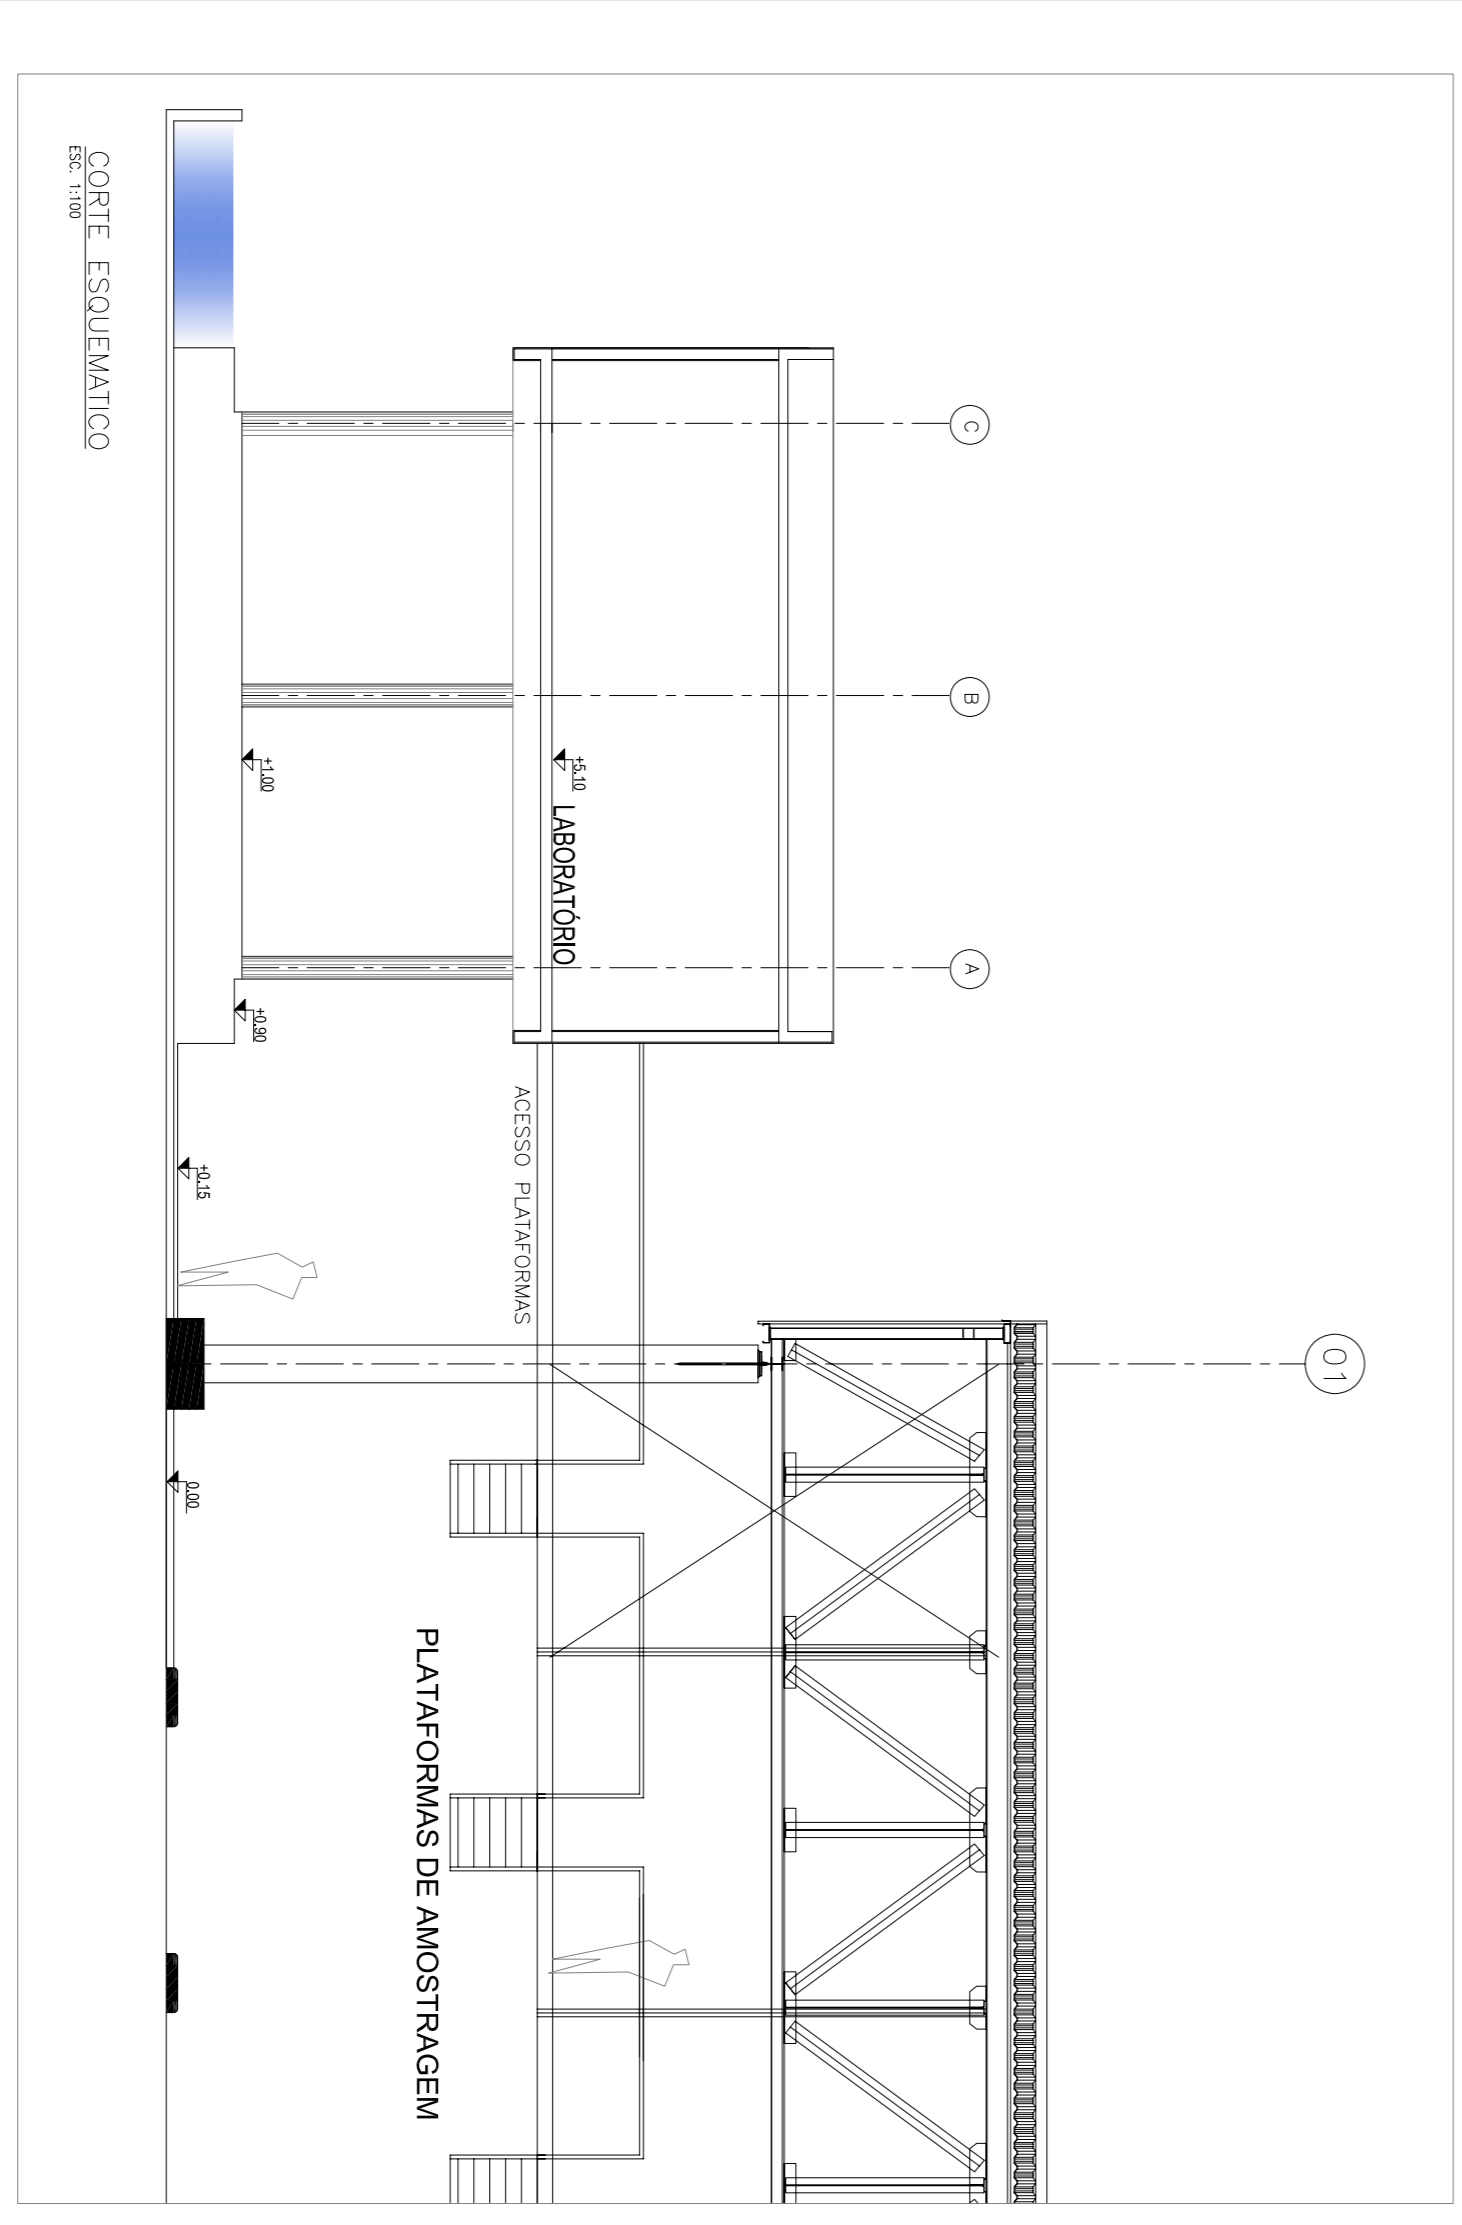 01
C
B
A
+5.10
LABORATÓRIO
+1.00
+0.90
ACESSO PLATAFORMAS
+0.15
0.00
PLATAFORMAS DE AMOSTRAGEM
CORTE ESQUEMATICO
ESC. 1:100